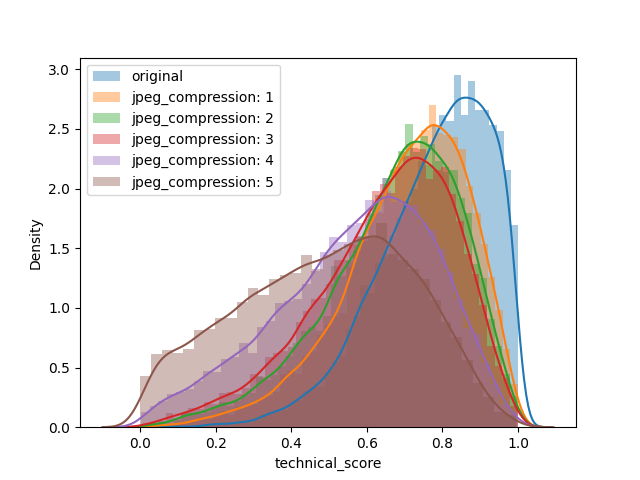 3.0
2.5
2.0
1.5
1.0
0.5
0.0
Density
original
jpeg_compression: 1
jpeg_compression: 2
jpeg_compression: 3
jpeg_compression: 4
jpeg_compression: 5
0.0 0.2 0.4 0.6 0.8 1.0
technical_score